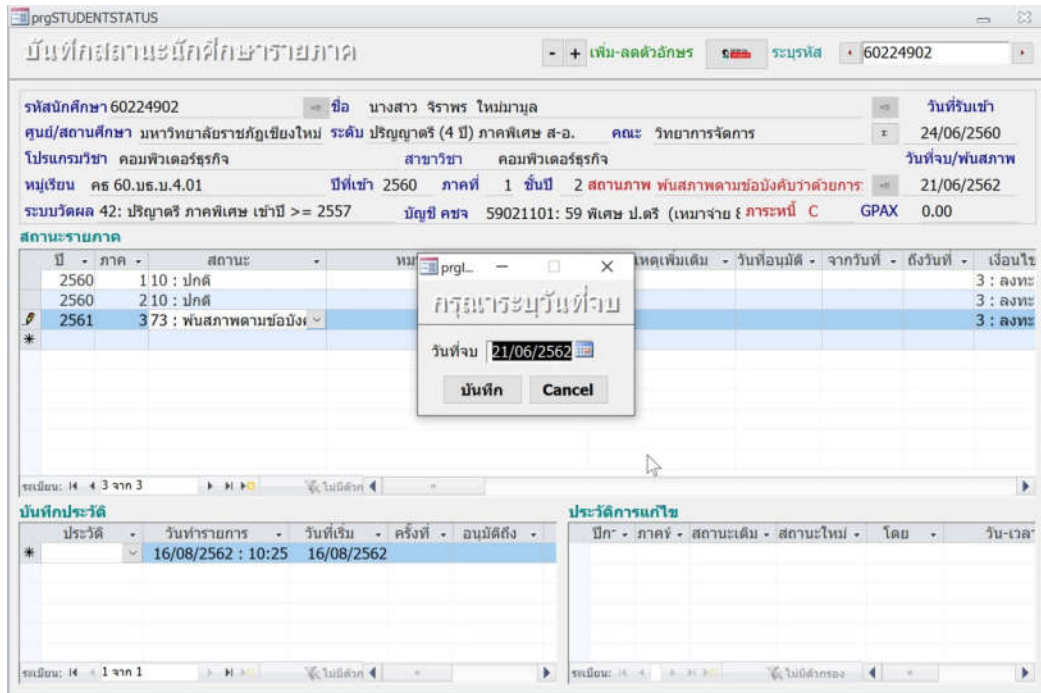 prgSTUDENTSTATUS
บันทึกสถานะนักศึกษารายภาค
- + เพิ่ม-ลดตัวอักษร ระบุรหัส 60224902
รหัสนักศึกษา 60224902 ชื่อ นางสาว จิราพร ใหม่มามูล วันที่รับเข้า
ศูนย์/สถานศึกษา มหาวิทยาลัยราชภัฏเชียงใหม่ ระดับ ปริญญาตรี (4 ปี) ภาคพิเศษ ส-อ. คณะ วิทยาการจัดการ 24/06/2560
โปรแกรมวิชา คอมพิวเตอร์ธุรกิจ สาขาวิชา คอมพิวเตอร์ธุรกิจ วันที่จบ/พ้นสภาพ
หมู่เรียน คธ 60.บธ.บ.4.01 ปีที่เข้า 2560 ภาคที่ 1 ชั้นปี 2 สถานภาพ พ้นสภาพตามข้อบังคับว่าด้วยการ 21/06/2562
ระบบวัดผล 42: ปริญาตรี ภาคพิเศษ เข้าปี >= 2557 บัญชี คชจ 59021101: 59 พิเศษ ป.ตรี (เหมาจ่าย ภาระหนี้ C GPAX 0.00
สถานะรายภาค
ปี ภาค สถานะ หม เหตุเพิ่มเติม วันที่อนุมัติ จากวันที่ ถึงวันที่ เงื่อนไข
2560 1 10 : ปกติ 3 : ลงทะ
2560 2 10 : ปกติ 3 : ลงทะ
2561 3 73 : พ้นสภาพตามข้อบัง 3 : ลงทะ
prgI...
กรุณาระบุวันที่จบ
วันที่จบ 21/06/2562
บันทึก Cancel
ระเบียน: 3 จาก 3 ไม่มีตัวก
บันทึกประวัติ ประวัติการแก้ไข
ประวัติ วันทำรายการ วันที่เริ่ม ครั้งที่ อนุมัติถึง ปีก ภาคที่ สถานะเดิม สถานะใหม่ โดย วัน-เวลา
16/08/2562 : 10:25 16/08/2562
ระเบียน: 1 จาก 1 ไม่มีตัวก ระเบียน: ไม่มีตัวกรอง